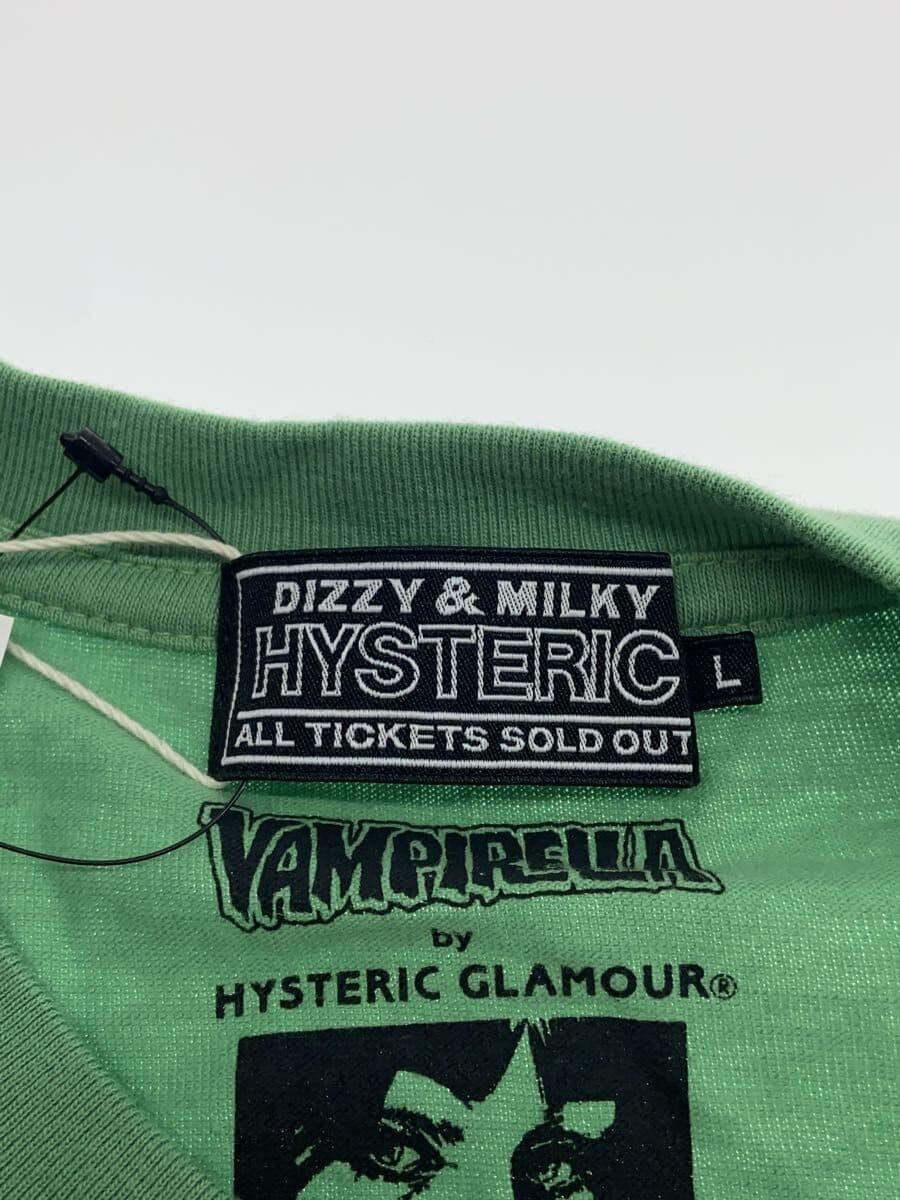 DIZZY & MILKY
HYSTERIC
L
ALL TICKETS SOLD OUT
VAMPIRELLA
by
HYSTERIC GLAMOUR®